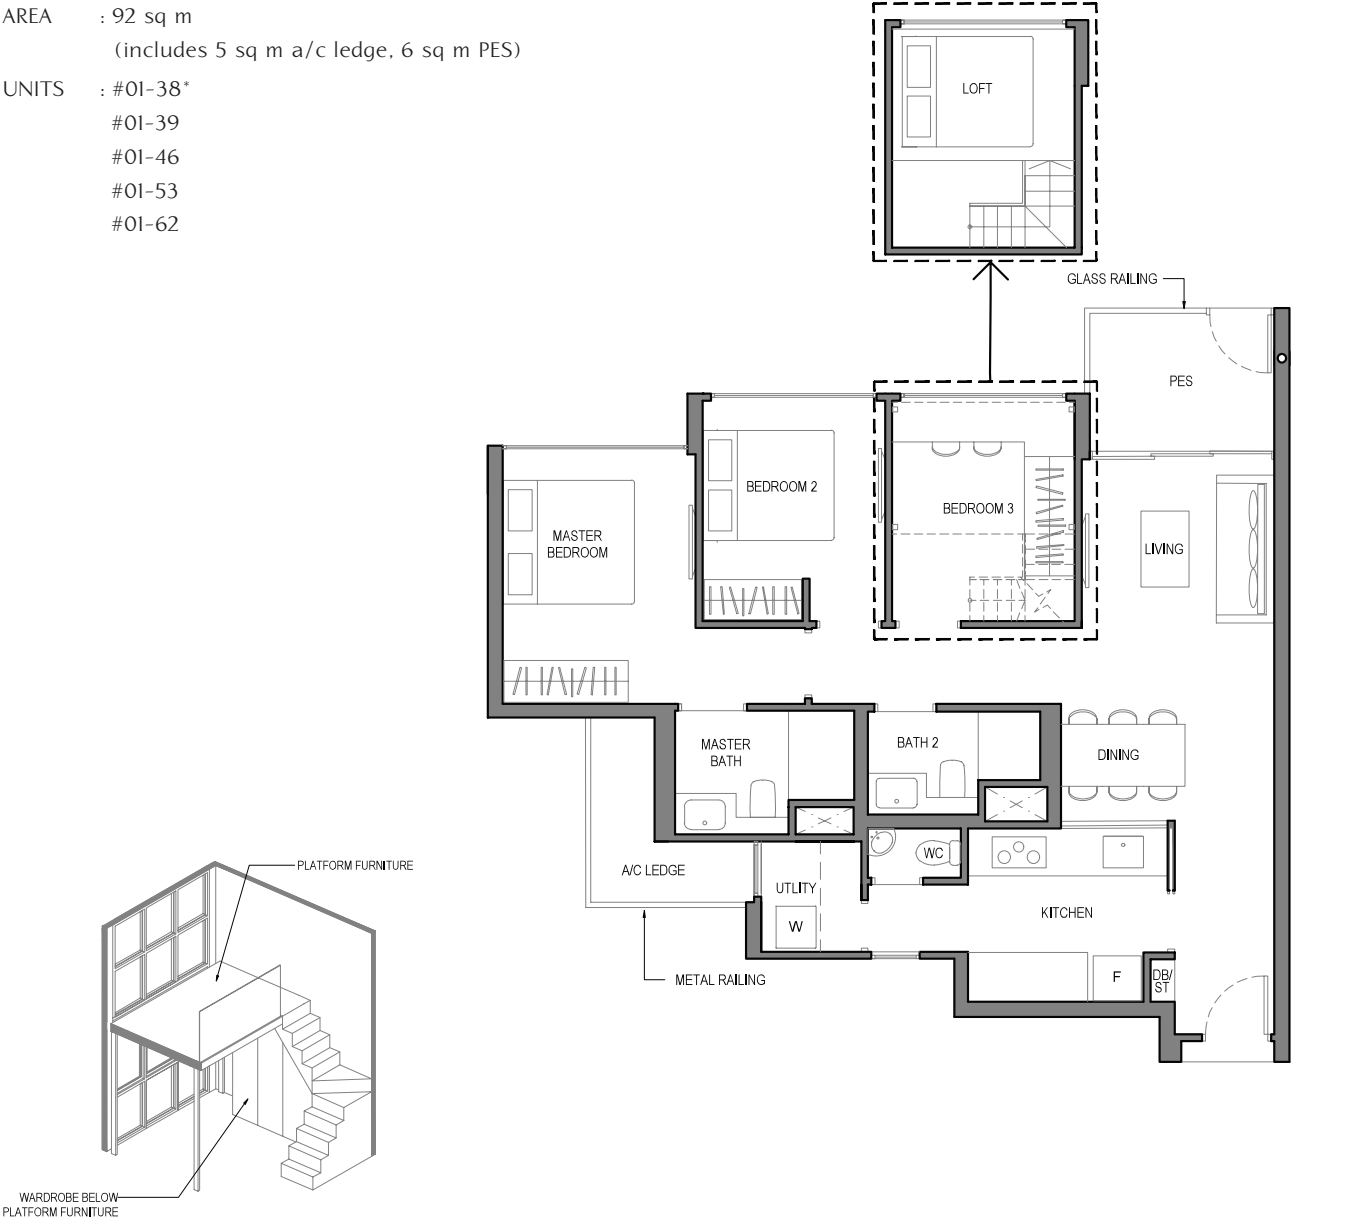 AREA : 92 sq m
(includes 5 sq m a/c ledge, 6 sq m PES)
UNITS : #01-38*
#01-39
#01-46
#01-53
#01-62
LOFT
GLASS RAILING
PES
BEDROOM 2
BEDROOM 3
MASTER
BEDROOM
LIVING
MASTER
BATH
BATH 2
DINING
WC
A/C LEDGE
UTLITY
W
KITCHEN
F
DB/
ST
METAL RAILING
PLATFORM FURNITURE
WARDROBE BELOW
PLATFORM FURNITURE